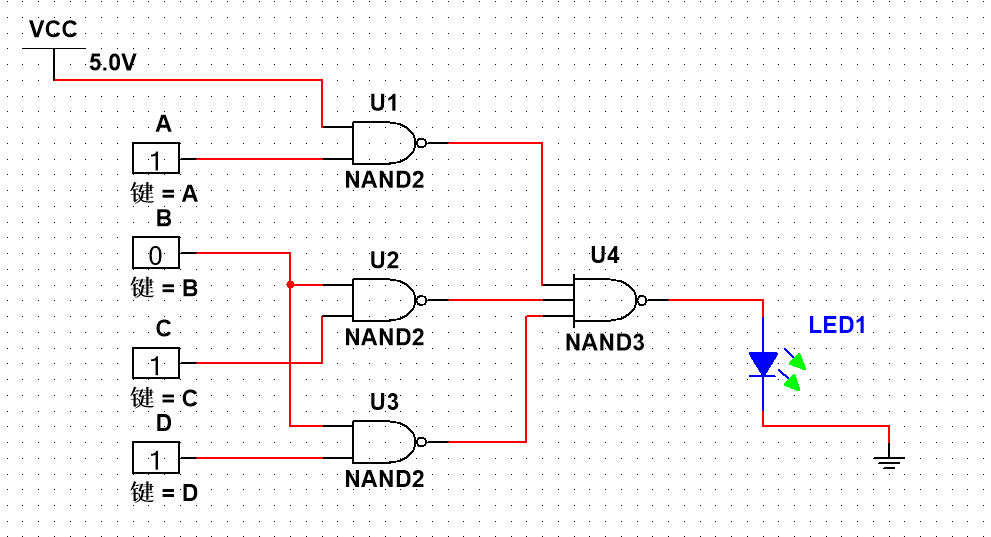 VCC
5.0V
U1
NAND2
A
1
键 = A
B
0
键 = B
U2
NAND2
U4
NAND3
LED1
C
1
键 = C
U3
NAND2
D
1
键 = D